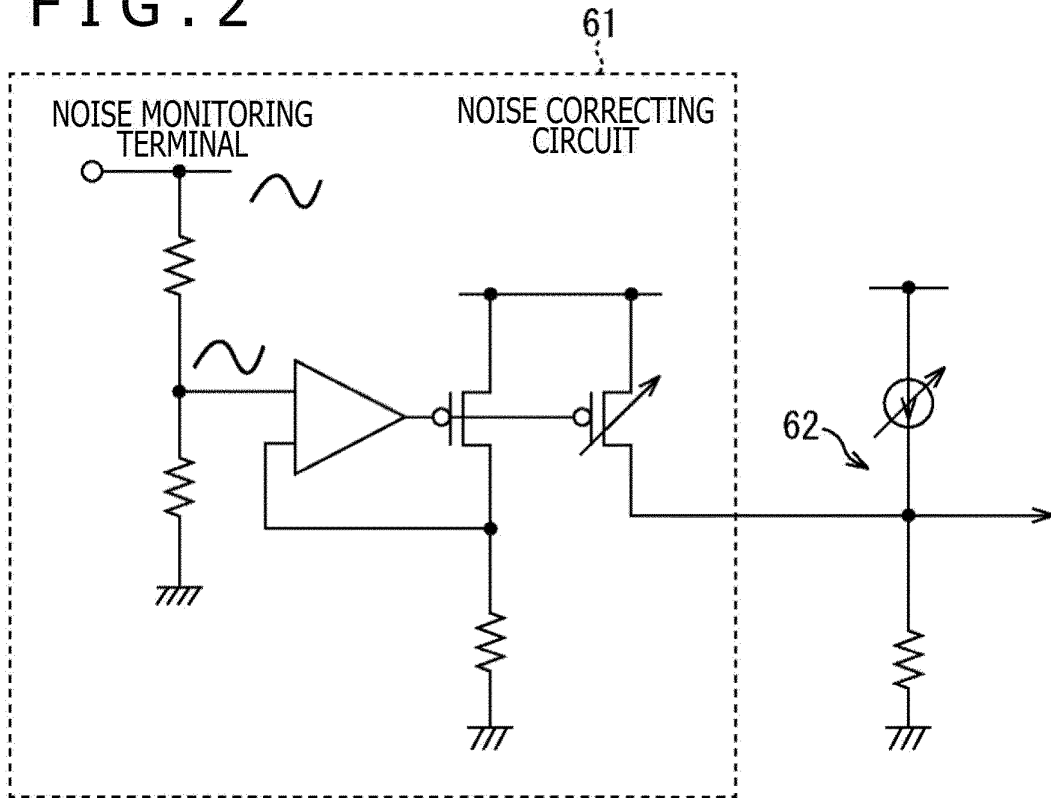 FIG. 2
61
NOISE MONITORING
TERMINAL
NOISE CORRECTING
CIRCUIT
62